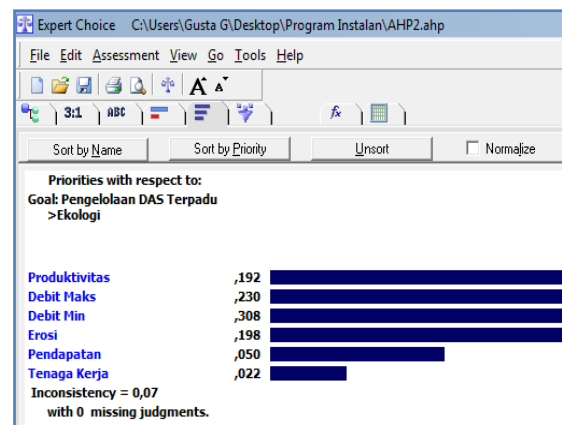 Expert Choice C:\Users\Gusta G\Desktop\Program Instalan\AHP2.ahp
File Edit Assessment View Go Tools Help
A A
3:1 ABC fx
Sort by Name Sort by Priority Unsort Normalize
Priorities with respect to:
Goal: Pengelolaan DAS Terpadu
>Ekologi
Produktivitas ,192
Debit Maks ,230
Debit Min ,308
Erosi ,198
Pendapatan ,050
Tenaga Kerja ,022
Inconsistency = 0,07
with 0 missing judgments.